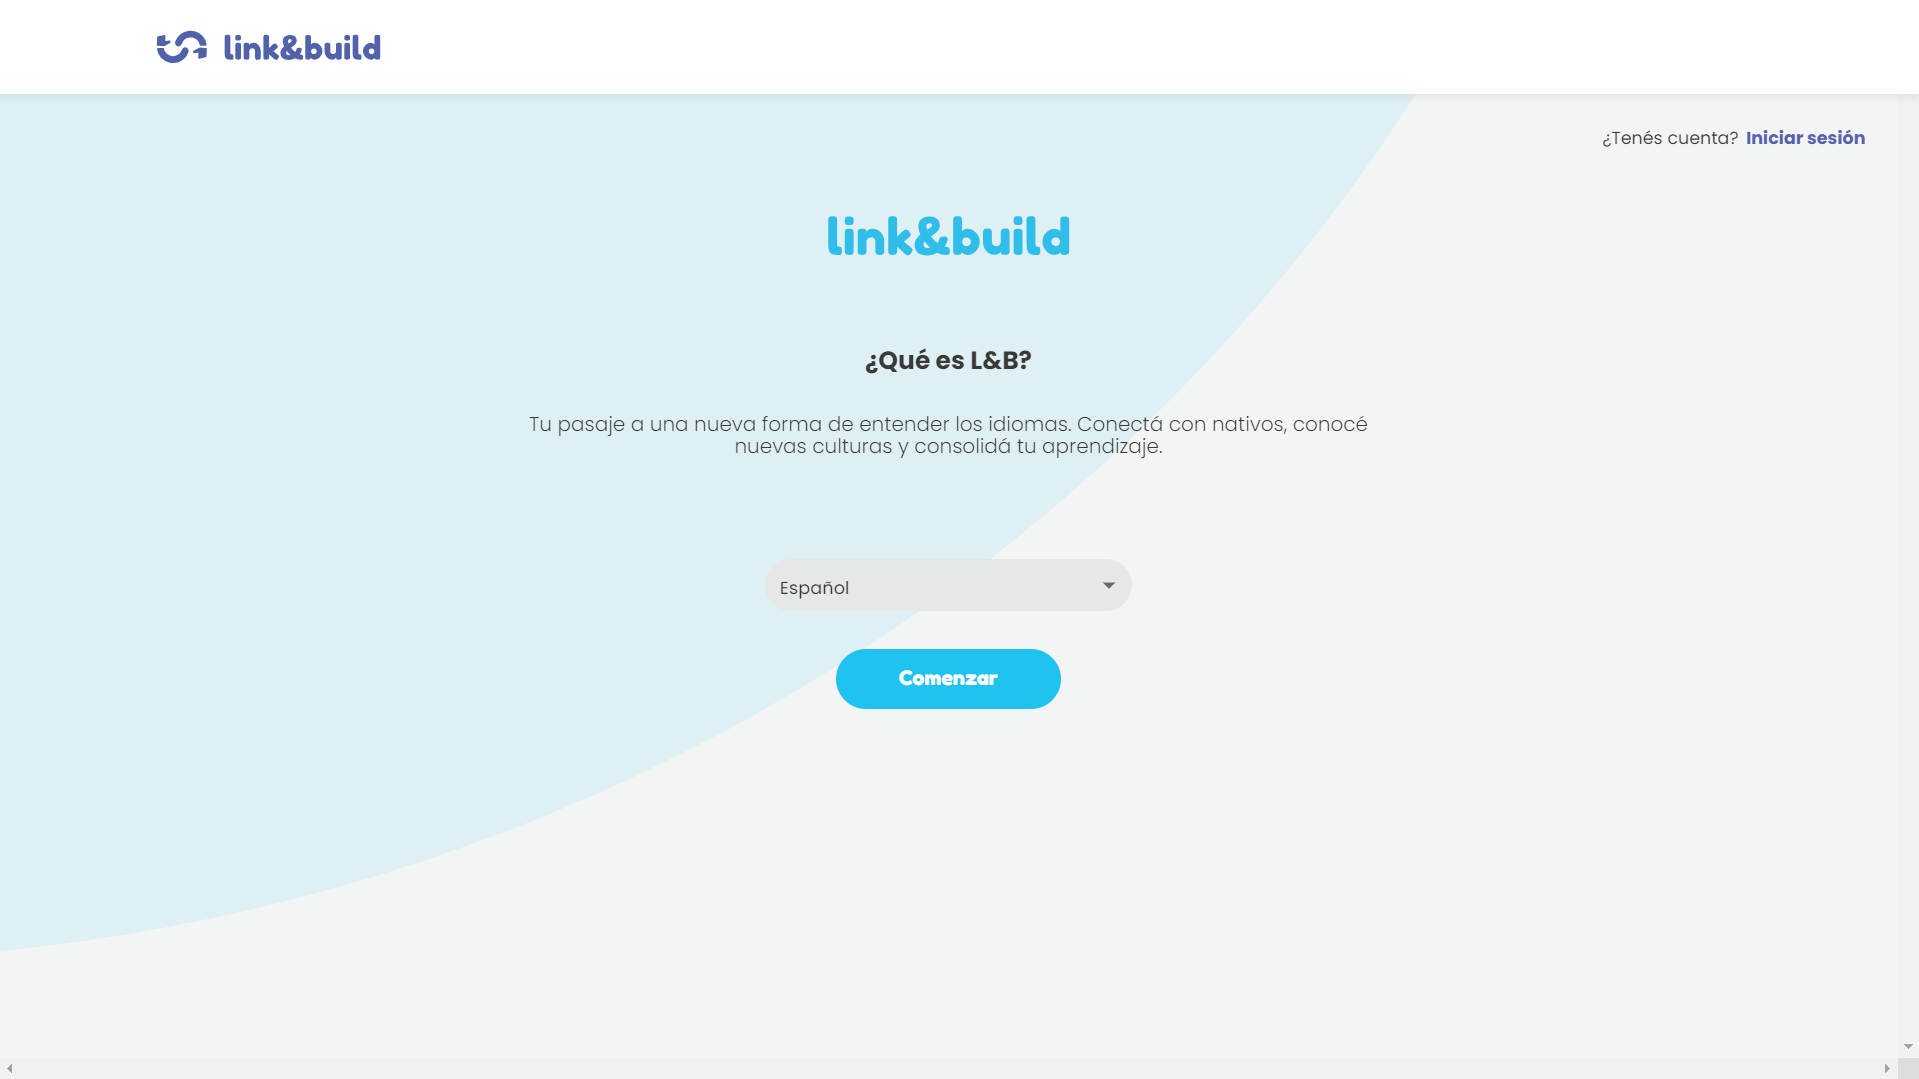 link&build
¿Tenés cuenta? Iniciar sesión
link&build
¿Qué es L&B?
Tu pasaje a una nueva forma de entender los idiomas. Conectá con nativos, conocé
nuevas culturas y consolidá tu aprendizaje.
Español
Comenzar